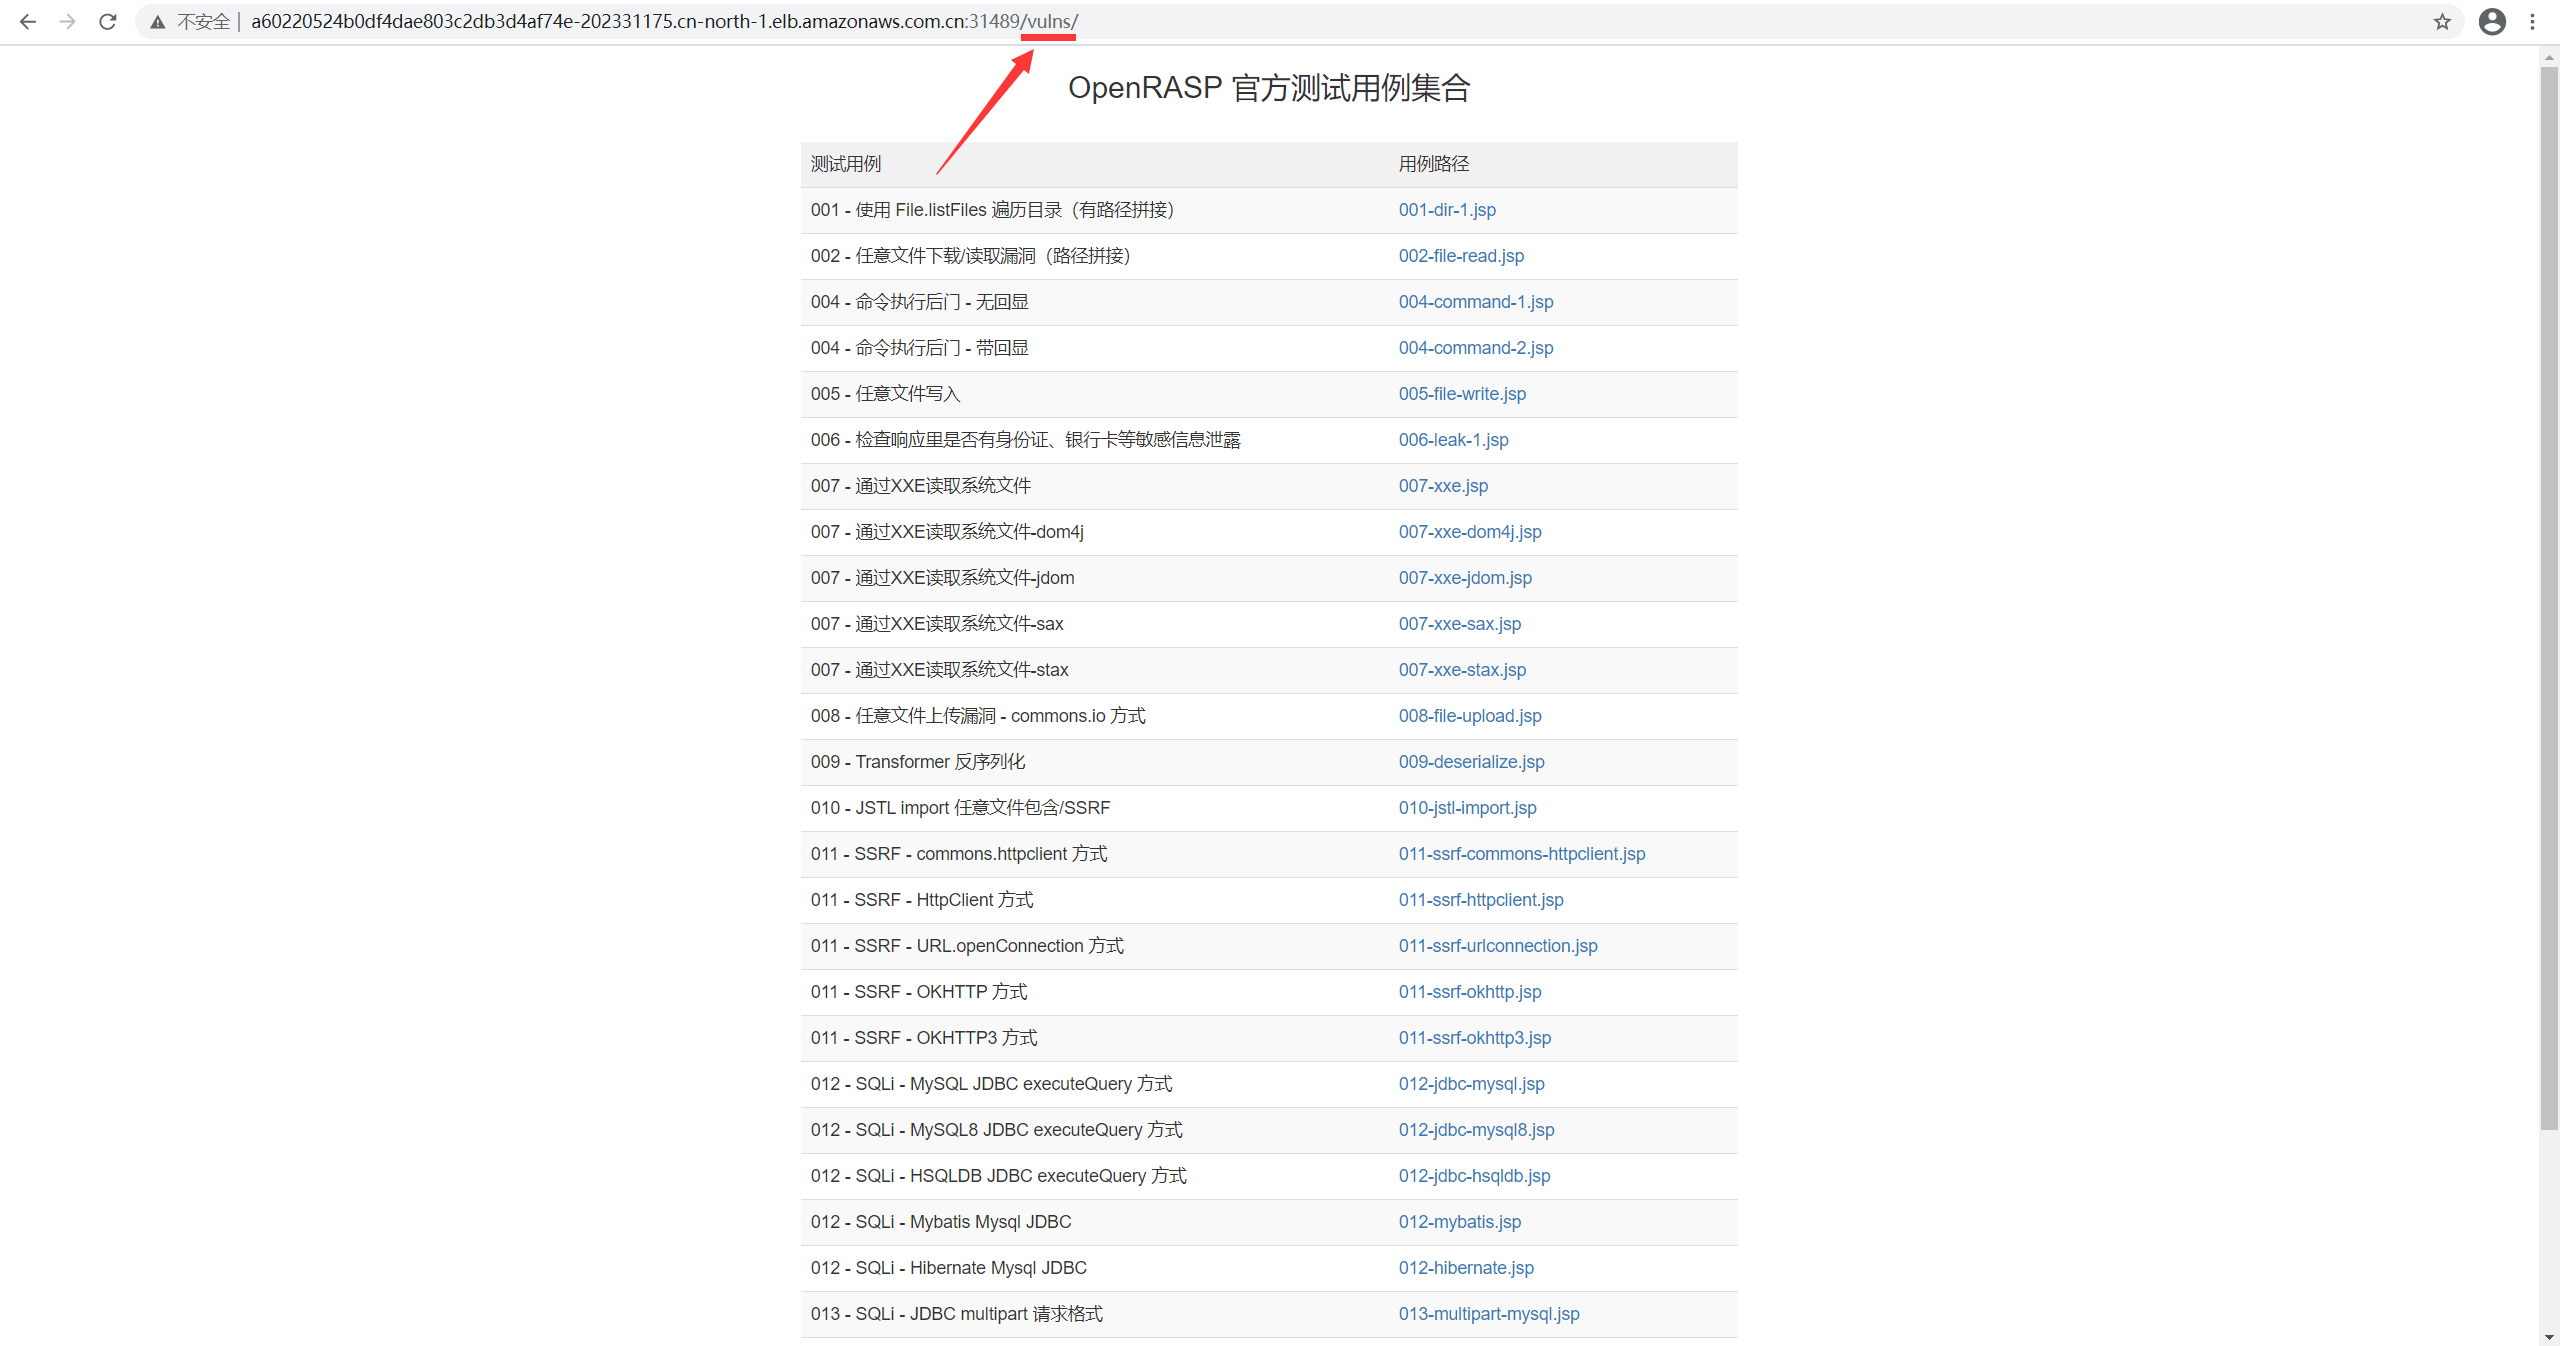 不安全 | a60220524b0df4dae803c2db3d4af74e-202331175.cn-north-1.elb.amazonaws.com.cn:31489/vulns/
OpenRASP 官方测试用例集合
测试用例 用例路径
001 - 使用 File.listFiles 遍历目录（有路径拼接） 001-dir-1.jsp
002 - 任意文件下载/读取漏洞（路径拼接） 002-file-read.jsp
004 - 命令执行后门 - 无回显 004-command-1.jsp
004 - 命令执行后门 - 带回显 004-command-2.jsp
005 - 任意文件写入 005-file-write.jsp
006 - 检查响应里是否有身份证、银行卡等敏感信息泄露 006-leak-1.jsp
007 - 通过XXE读取系统文件 007-xxe.jsp
007 - 通过XXE读取系统文件-dom4j 007-xxe-dom4j.jsp
007 - 通过XXE读取系统文件-jdom 007-xxe-jdom.jsp
007 - 通过XXE读取系统文件-sax 007-xxe-sax.jsp
007 - 通过XXE读取系统文件-stax 007-xxe-stax.jsp
008 - 任意文件上传漏洞 - commons.io 方式 008-file-upload.jsp
009 - Transformer 反序列化 009-deserialize.jsp
010 - JSTL import 任意文件包含/SSRF 010-jstl-import.jsp
011 - SSRF - commons.httpclient 方式 011-ssrf-commons-httpclient.jsp
011 - SSRF - HttpClient 方式 011-ssrf-httpclient.jsp
011 - SSRF - URL.openConnection 方式 011-ssrf-urlconnection.jsp
011 - SSRF - OKHTTP 方式 011-ssrf-okhttp.jsp
011 - SSRF - OKHTTP3 方式 011-ssrf-okhttp3.jsp
012 - SQLi - MySQL JDBC executeQuery 方式 012-jdbc-mysql.jsp
012 - SQLi - MySQL8 JDBC executeQuery 方式 012-jdbc-mysql8.jsp
012 - SQLi - HSQLDB JDBC executeQuery 方式 012-jdbc-hsqldb.jsp
012 - SQLi - Mybatis Mysql JDBC 012-mybatis.jsp
012 - SQLi - Hibernate Mysql JDBC 012-hibernate.jsp
013 - SQLi - JDBC multipart 请求格式 013-multipart-mysql.jsp